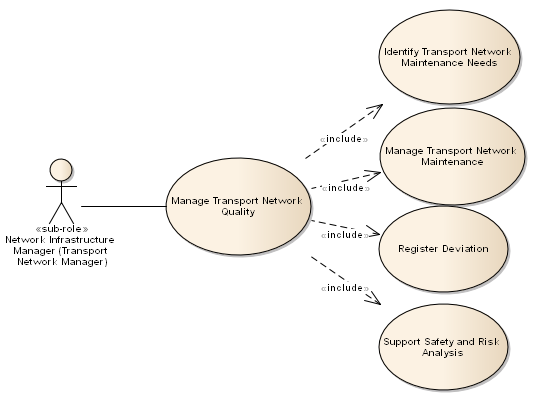 Identify Transport Network
Maintenance Needs
«include»
Manage Transport Network
Maintenance
«include»
Manage Transport Network
Quality
«sub-role»
Network Infrastructure
Manager (Transport
Network Manager)
«include»
Register Deviation
«include»
Support Safety and Risk
Analysis